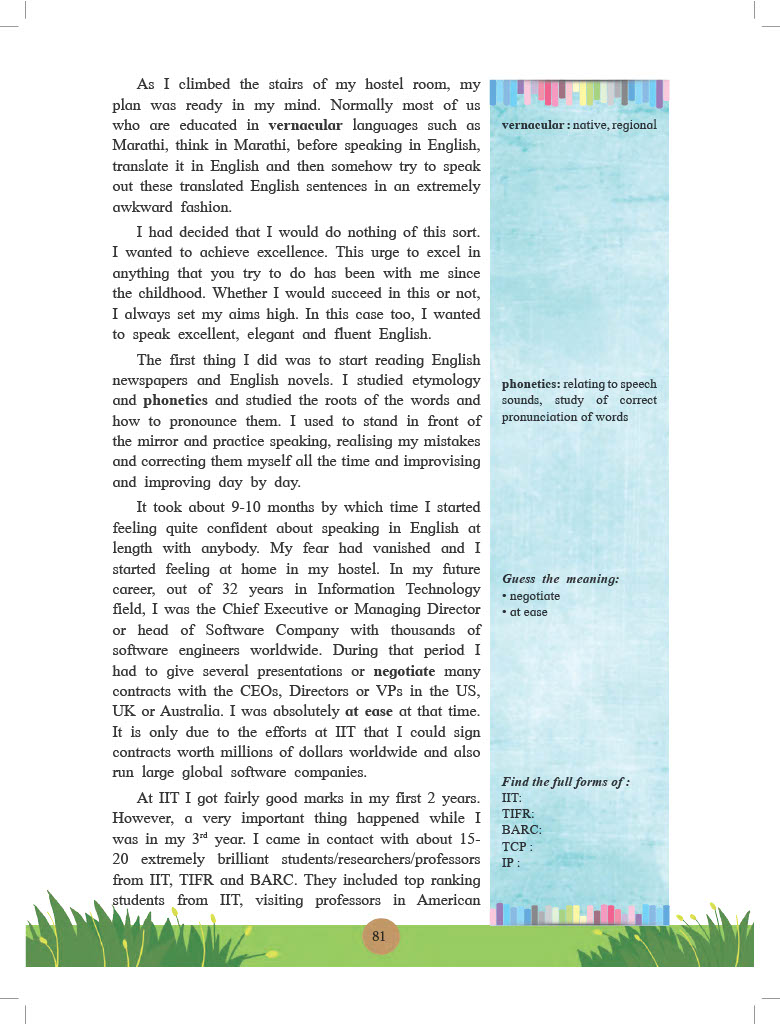 As I climbed the stairs of my hostel room, my
plan was ready in my mind. Normally most of us
who are educated in vernacular languages such as
Marathi, think in Marathi, before speaking in English,
translate it in English and then somehow try to speak
out these translated English sentences in an extremely
awkward fashion.
I had decided that I would do nothing of this sort.
I wanted to achieve excellence. This urge to excel in
anything that you try to do has been with me since
the childhood. Whether I would succeed in this or not,
I always set my aims high. In this case too, I wanted
to speak excellent, elegant and fluent English.
The first thing I did was to start reading English
newspapers and English novels. I studied etymology
and phonetics and studied the roots of the words and
how to pronounce them. I used to stand in front of
the mirror and practice speaking, realising my mistakes
and correcting them myself all the time and improvising
and improving day by day.
It took about 9-10 months by which time I started
feeling quite confident about speaking in English at
length with anybody. My fear had vanished and I
started feeling at home in my hostel. In my future
career, out of 32 years in Information Technology
field, I was the Chief Executive or Managing Director
or head of Software Company with thousands of
software engineers worldwide. During that period I
had to give several presentations or negotiate many
contracts with the CEOs, Directors or VPs in the US,
UK or Australia. I was absolutely at ease at that time.
It is only due to the efforts at IIT that I could sign
contracts worth millions of dollars worldwide and also
run large global software companies.
At IIT I got fairly good marks in my first 2 years.
However, a very important thing happened while I
was in my 3rd year. I came in contact with about 15-
20 extremely brilliant students/researchers/professors
from IIT, TIFR and BARC. They included top ranking
students from IIT, visiting professors in American
vernacular : native, regional
phonetics: relating to speech
sounds, study of correct
pronunciation of words
Guess the meaning:
• negotiate
• at ease
Find the full forms of :
IIT:
TIFR:
BARC:
TCP :
IP :
81